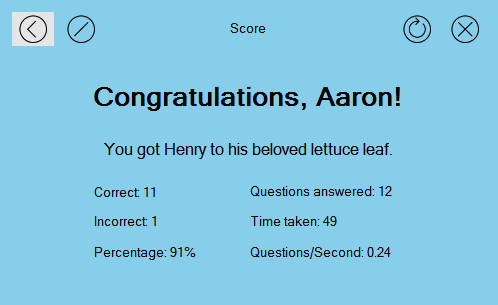 Score
Congratulations, Aaron!
You got Henry to his beloved lettuce leaf.
Correct: 11
Questions answered: 12
Incorrect: 1
Time taken: 49
Percentage: 91%
Questions/Second: 0.24